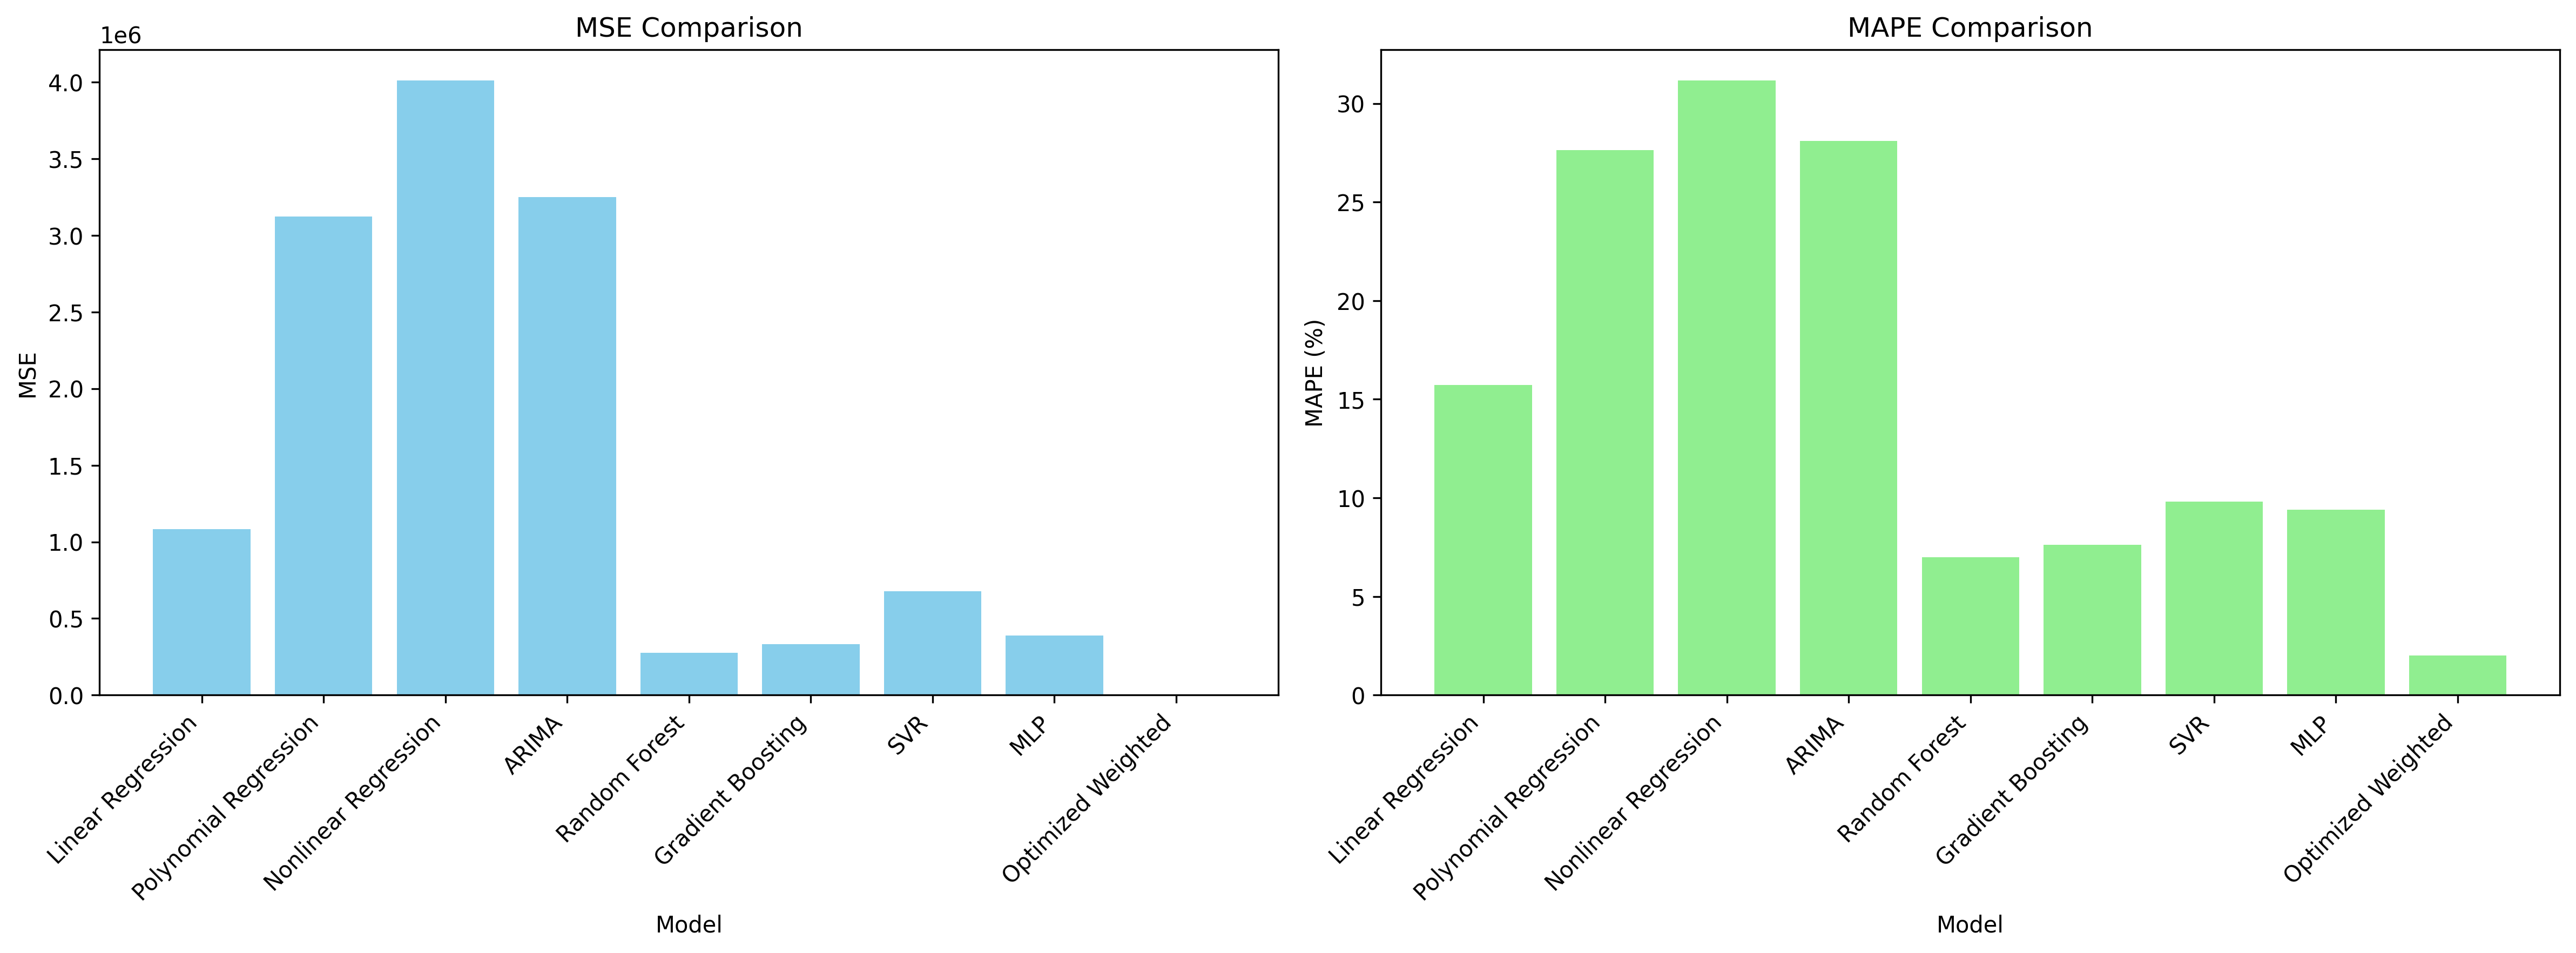 MSE Comparison
1e6
4.0
3.5
3.0
2.5
2.0
1.5
1.0
0.5
0.0
MSE
Linear Regression
Polynomial Regression
Nonlinear Regression
ARIMA
Random Forest
Gradient Boosting
SVR
MLP
Optimized Weighted
Model
MAPE Comparison
30
25
20
15
10
5
0
MAPE (%)
Linear Regression
Polynomial Regression
Nonlinear Regression
ARIMA
Random Forest
Gradient Boosting
SVR
MLP
Optimized Weighted
Model